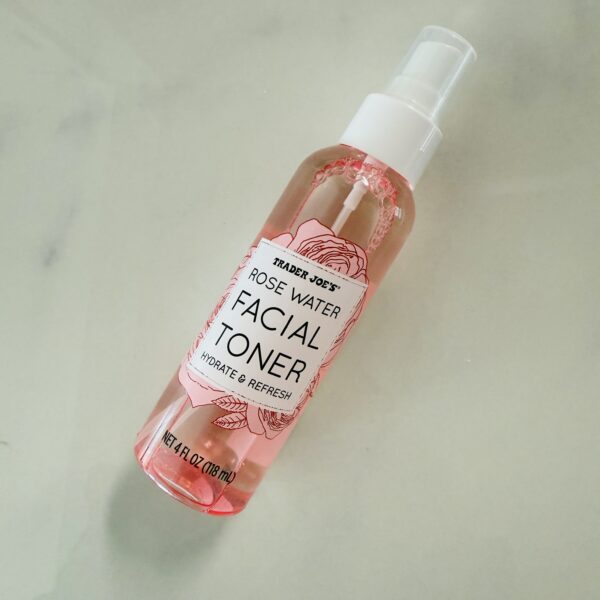 TRADER JOE'S
ROSE WATER
FACIAL
TONER
HYDRATE & REFRESH
NET 4 FL OZ (118 mL)